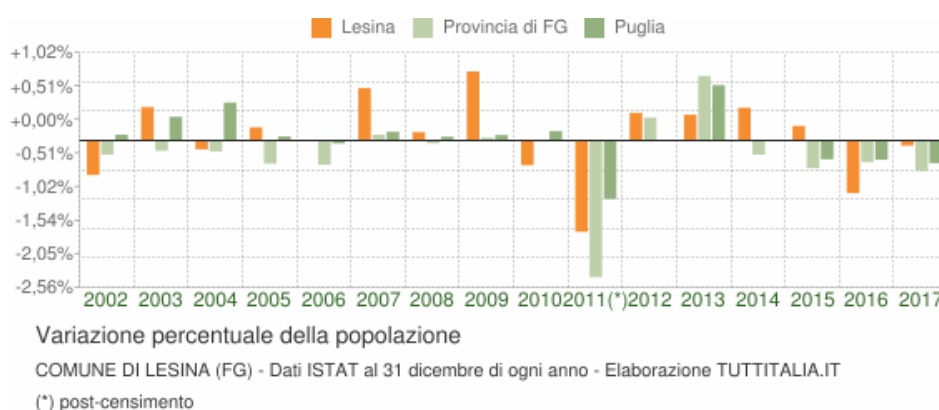 Lesina Provincia di FG Puglia
+1,02%
+0,51%
+0,00%
-0,51%
-1,02%
-1,54%
-2,05%
-2,56%
2002 2003 2004 2005 2006 2007 2008 2009 2010 2011(*) 2012 2013 2014 2015 2016 2017
Variazione percentuale della popolazione
COMUNE DI LESINA (FG) - Dati ISTAT al 31 dicembre di ogni anno - Elaborazione TUTTITALIA.IT
(*) post-censimento